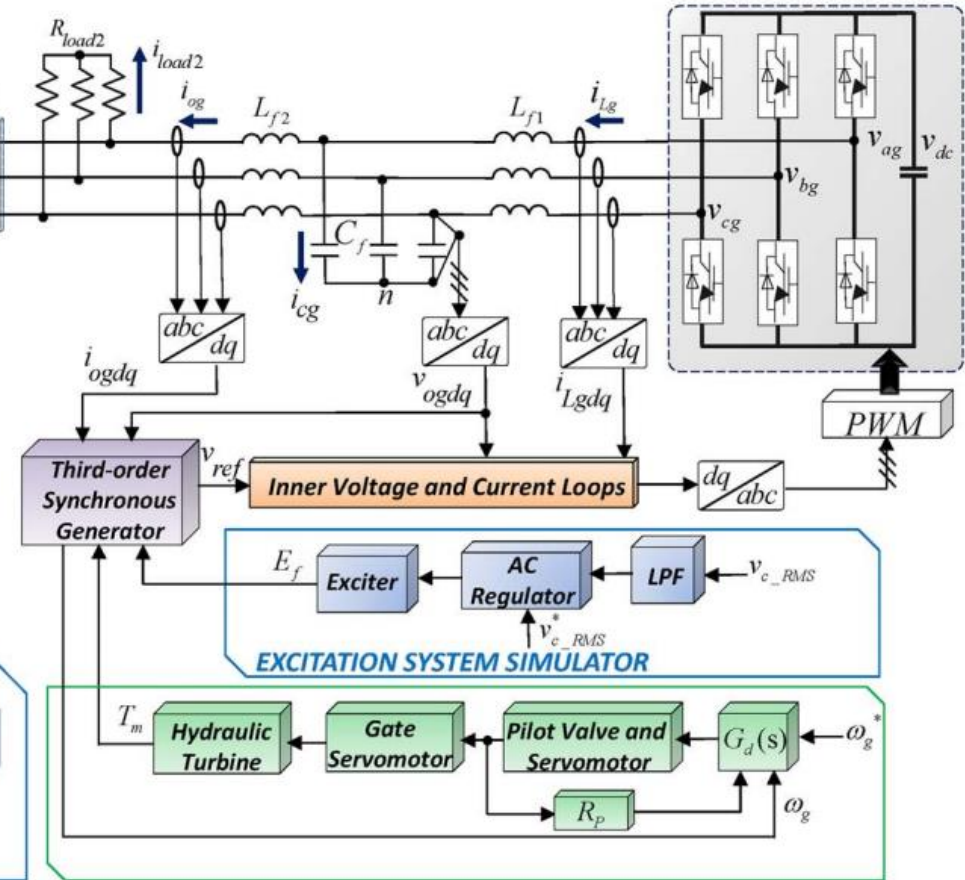 R_load2
i_load2
i_og
L_f2
L_f1
i_Lg
v_ag
v_dc
v_bg
v_cg
C_f
i_cg
n
abc
dq
abc
dq
abc
dq
i_ogdq
v_ogdq
i_Lgdq
PWM
Third-order
Synchronous
Generator
v_ref
Inner Voltage and Current Loops
dq
abc
E_f
Exciter
AC
Regulator
LPF
v_c_RMS
v*_c_RMS
EXCITATION SYSTEM SIMULATOR
T_m
Hydraulic
Turbine
Gate
Servomotor
Pilot Valve and
Servomotor
G_d(s)
ω_g*
R_P
ω_g